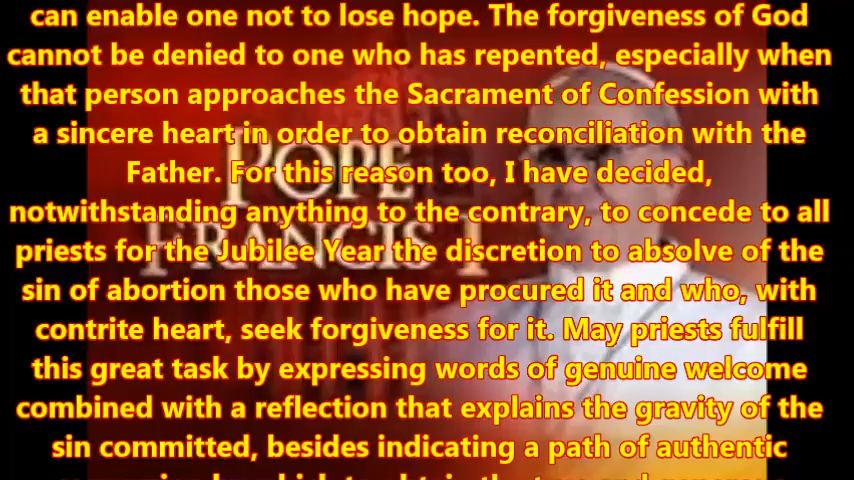 can enable one not to lose hope. The forgiveness of God
cannot be denied to one who has repented, especially when
that person approaches the Sacrament of Confession with
a sincere heart in order to obtain reconciliation with the
Father. For this reason too, I have decided,
notwithstanding anything to the contrary, to concede to all
priests for the Jubilee Year the discretion to absolve of the
sin of abortion those who have procured it and who, with
contrite heart, seek forgiveness for it. May priests fulfill
this great task by expressing words of genuine welcome
combined with a reflection that explains the gravity of the
sin committed, besides indicating a path of authentic
POPE
FRANCIS I